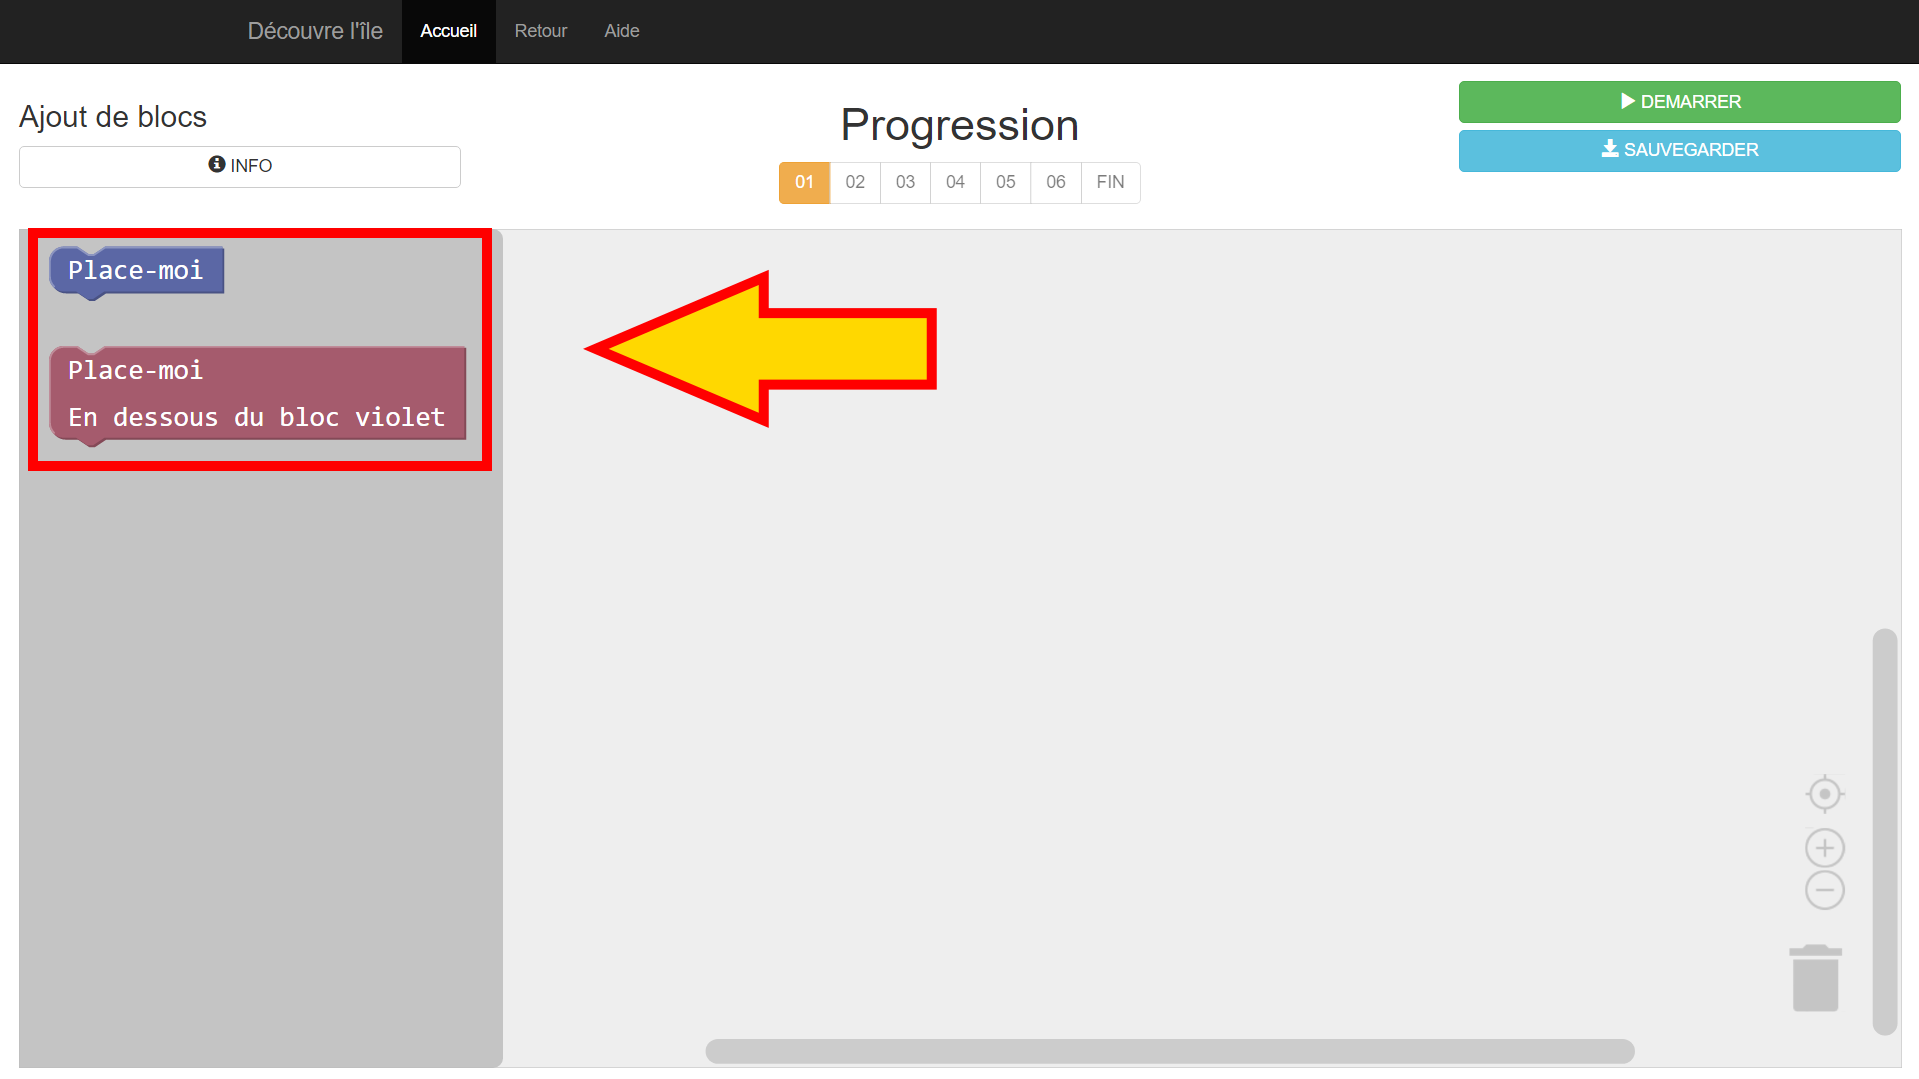 Découvre l'île
Accueil
Retour
Aide
Ajout de blocs
INFO
Progression
01
02
03
04
05
06
FIN
DEMARRER
SAUVEGARDER
Place-moi
Place-moi
En dessous du bloc violet